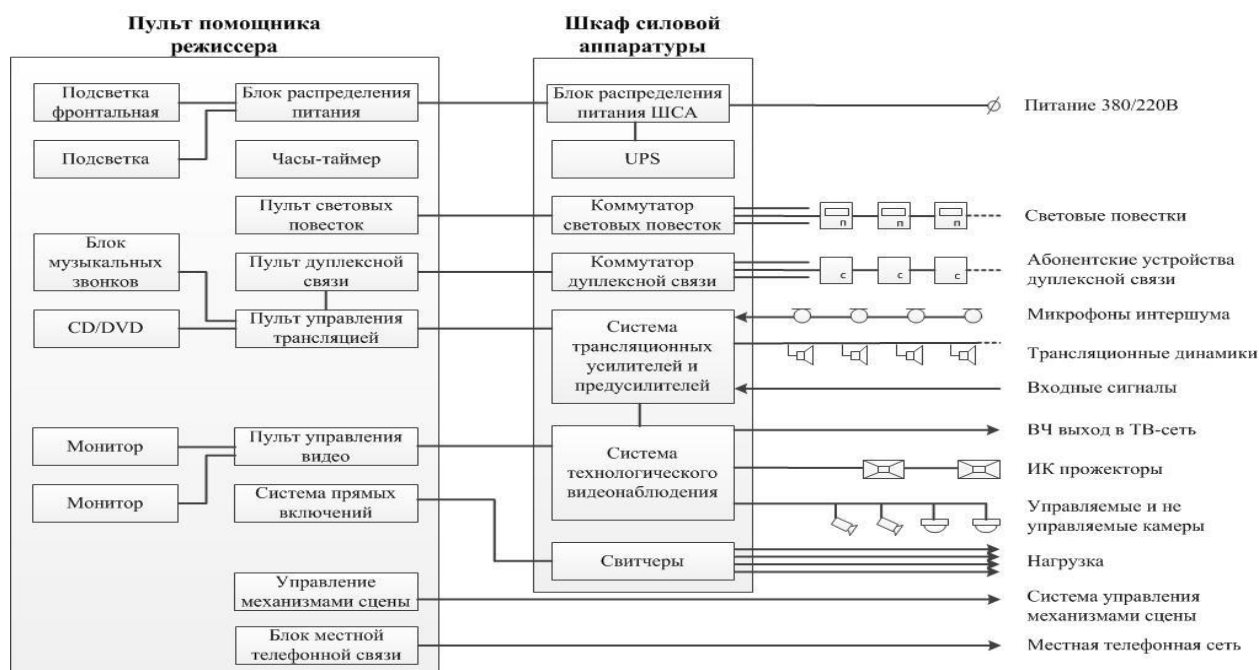 Пульт помощника
режиссера
Шкаф силовой
аппаратуры
Подсветка
фронтальная
Блок распределения
питания
Блок распределения
питания ШСА
Питание 380/220В
Подсветка
Часы-таймер
UPS
Пульт световых
повесток
Коммутатор
световых повесток
п
п
п
Световые повестки
Блок
музыкальных
звонков
Пульт дуплексной
связи
Коммутатор
дуплексной связи
с
с
с
Абонентские устройства
дуплексной связи
CD/DVD
Пульт управления
трансляцией
Система
трансляционных
усилителей и
предусилителей
Микрофоны интершума
Трансляционные динамики
Входные сигналы
Монитор
Пульт управления
видео
Система
технологического
видеонаблюдения
ВЧ выход в ТВ-сеть
ИК прожекторы
Монитор
Система прямых
включений
Управляемые и не
управляемые камеры
Свитчеры
Нагрузка
Управление
механизмами сцены
Система управления
механизмами сцены
Блок местной
телефонной связи
Местная телефонная сеть